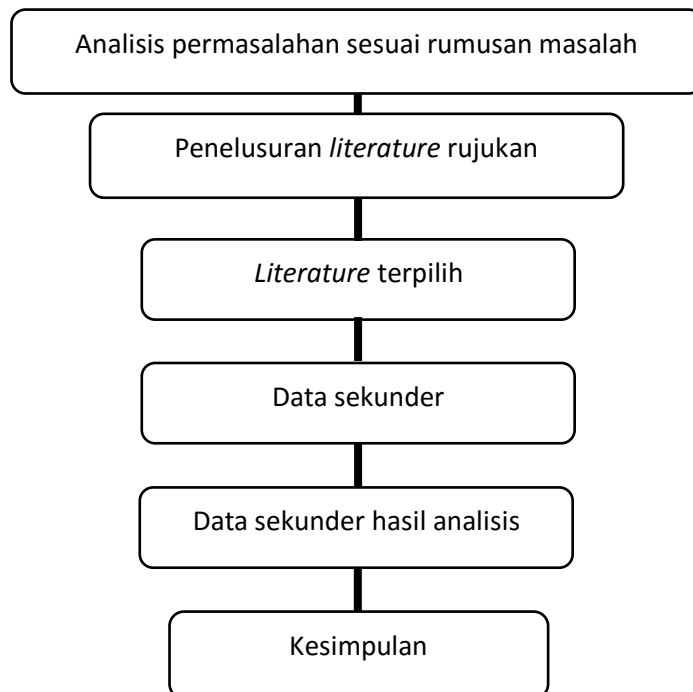 Analisis permasalahan sesuai rumusan masalah
Penelusuran literature rujukan
Literature terpilih
Data sekunder
Data sekunder hasil analisis
Kesimpulan